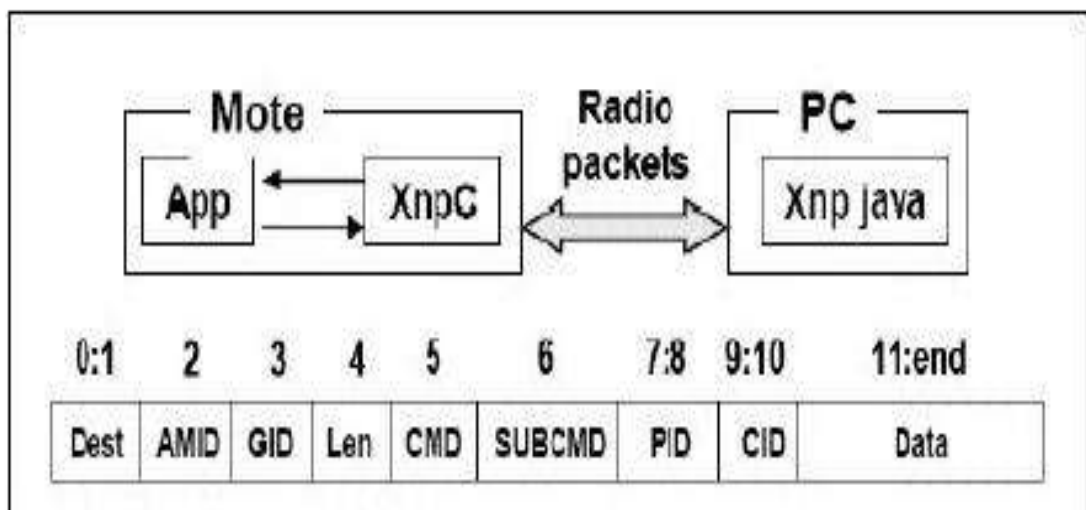 Mote
Radio
packets
PC
App
XnpC
Xnp java
0:1 2 3 4 5 6 7:8 9:10 11:end
Dest AMID GID Len CMD SUBCMD PID CID Data